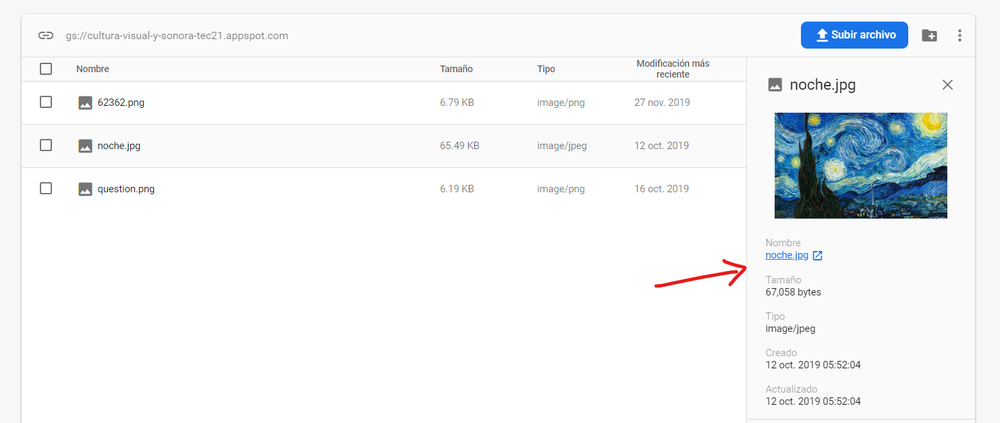 gs://cultura-visual-y-sonora-tec21.appspot.com
Subir archivo
Nombre Tamaño Tipo Modificación más
reciente
62362.png 6.79 KB image/png 27 nov. 2019
noche.jpg 65.49 KB image/jpeg 12 oct. 2019
question.png 6.19 KB image/png 16 oct. 2019
noche.jpg
Nombre
noche.jpg
Tamaño
67,058 bytes
Tipo
image/jpeg
Creado
12 oct. 2019 05:52:04
Actualizado
12 oct. 2019 05:52:04